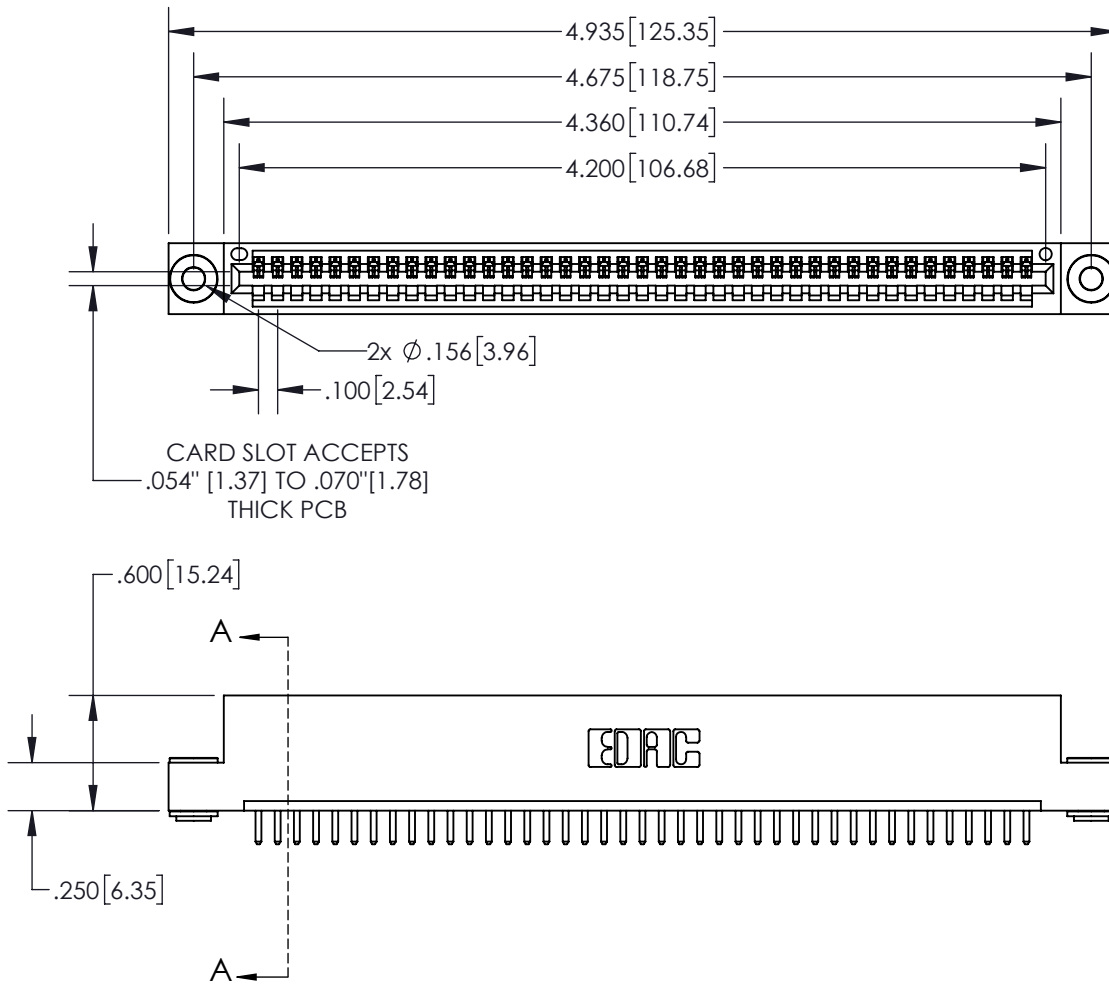 4.935[125.35]
4.675[118.75]
4.360[110.74]
4.200[106.68]
2x Ø .156[3.96]
.100[2.54]
CARD SLOT ACCEPTS
.054" [1.37] TO .070"[1.78]
THICK PCB
.600[15.24]
A
EDAC
.250[6.35]
A